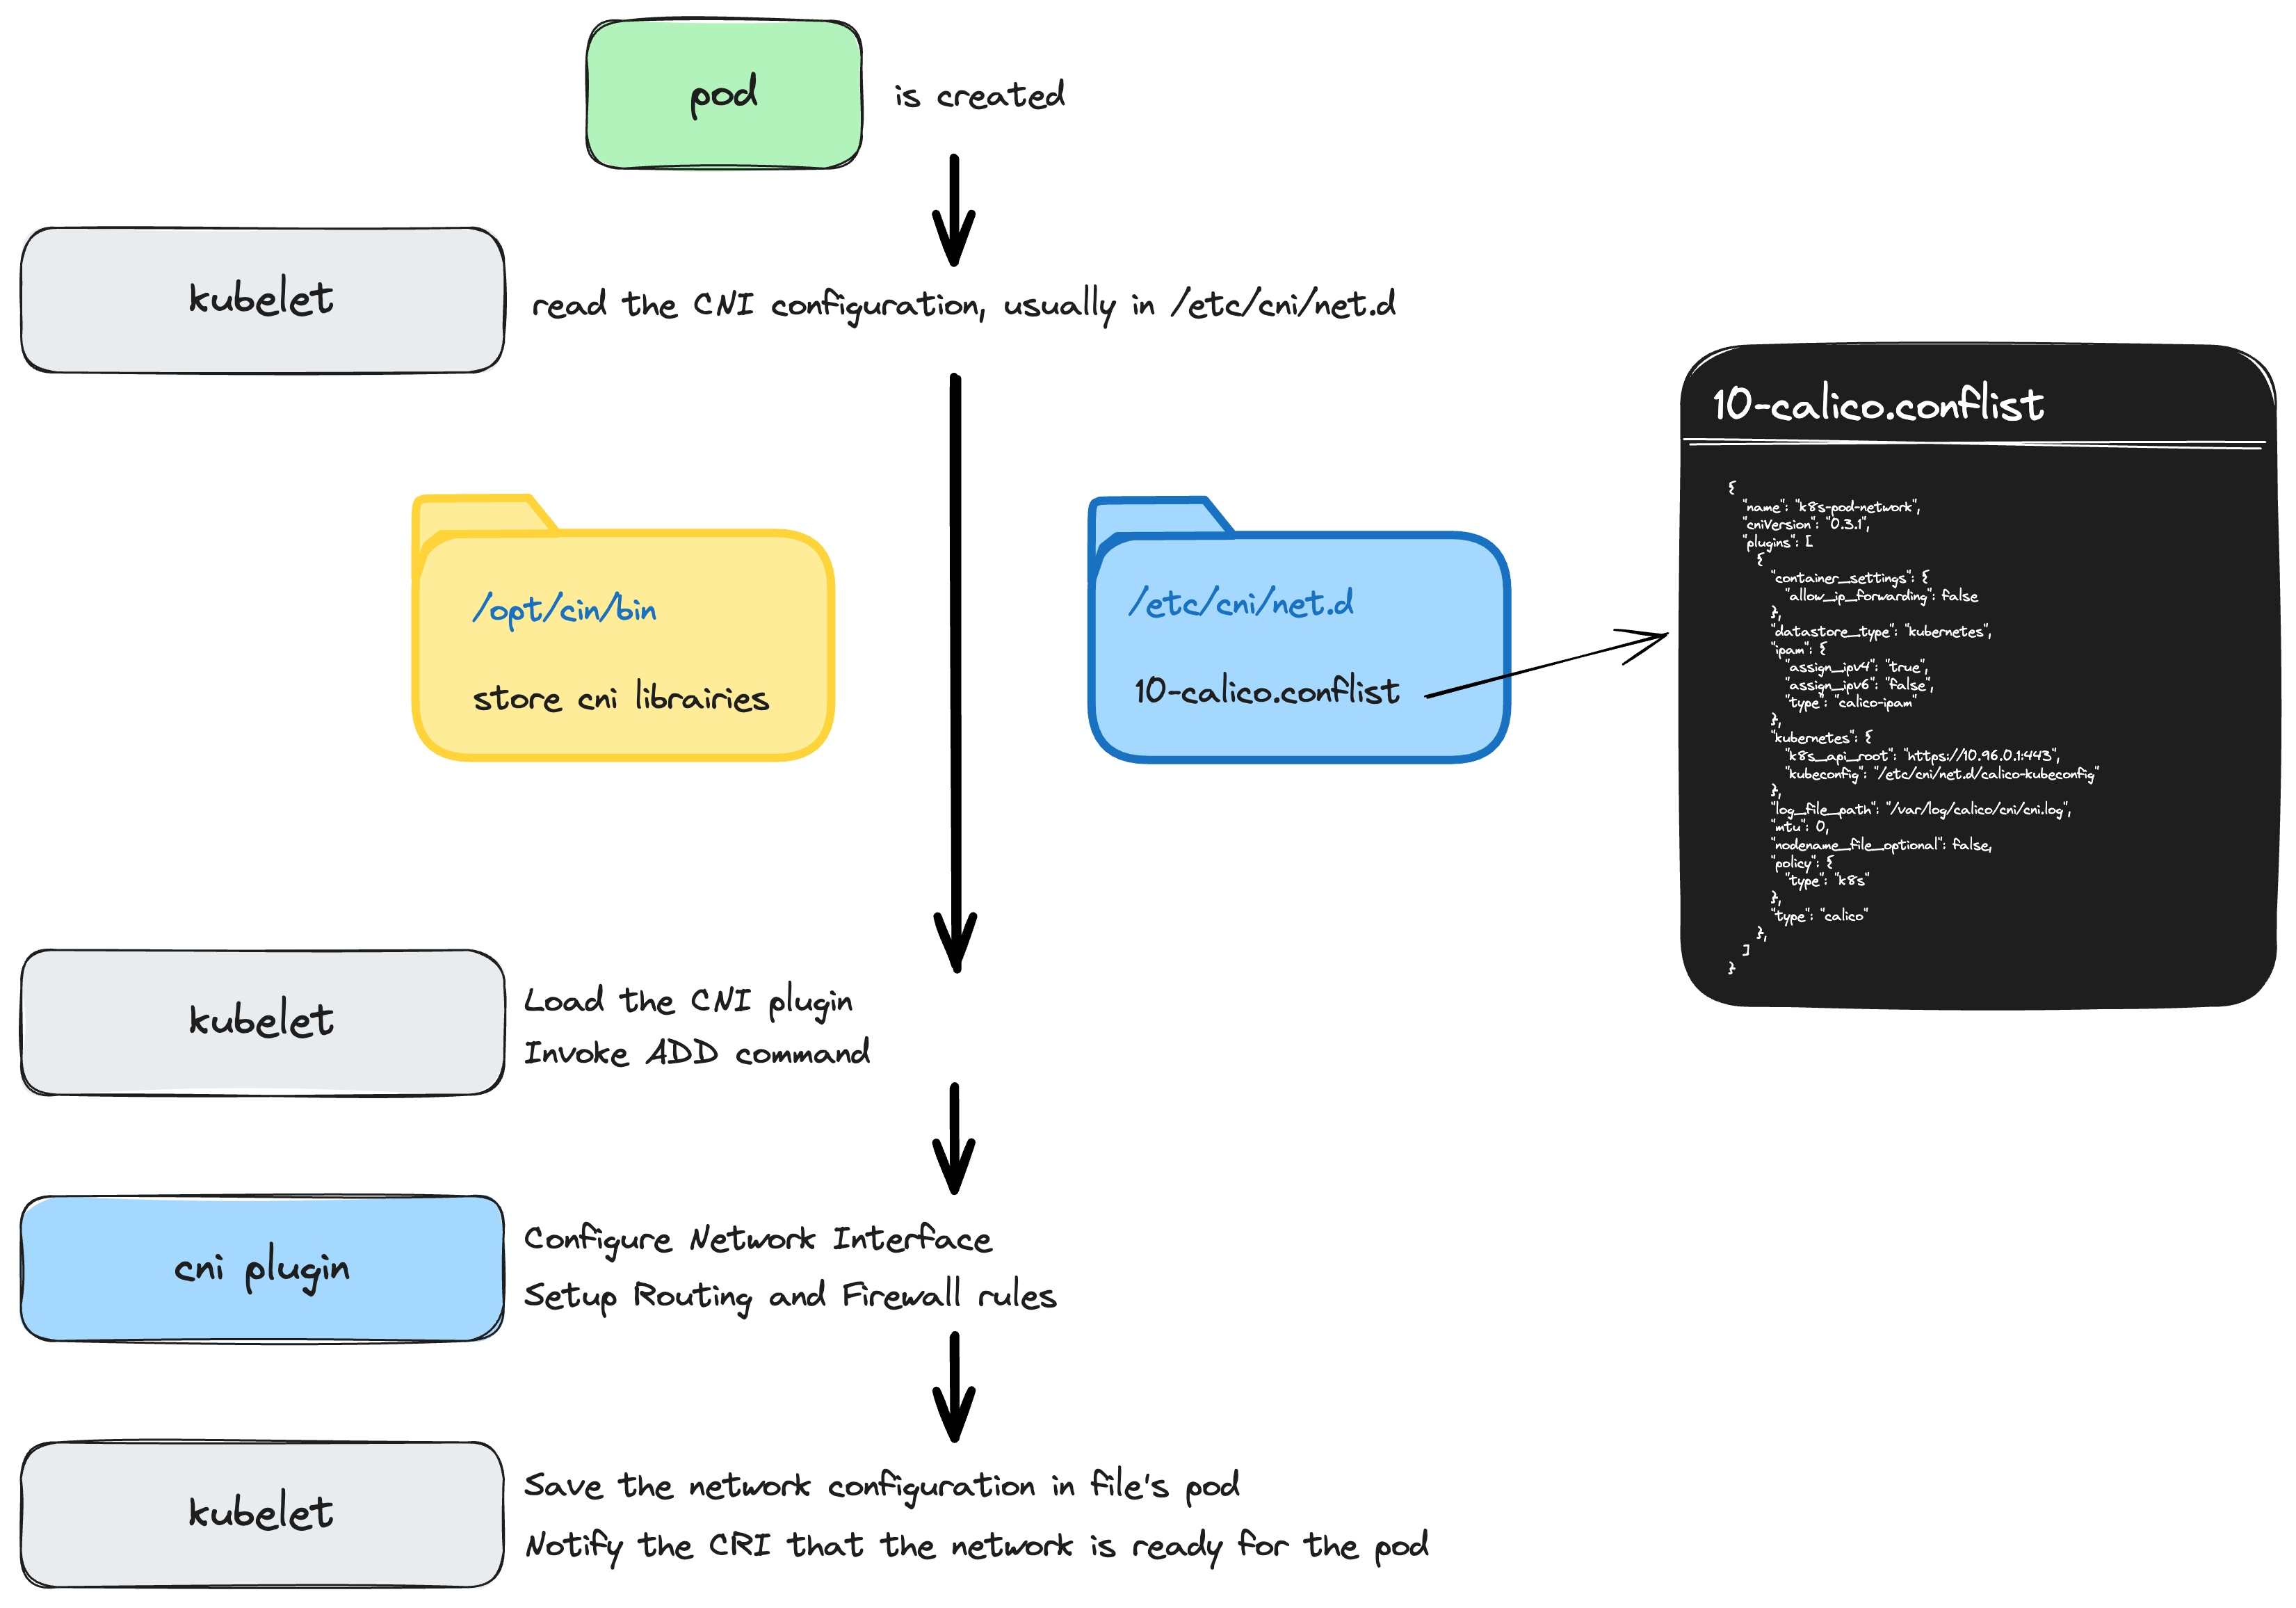 pod
is created
kubelet
read the CNI configuration, usually in /etc/cni/net.d
/opt/cin/bin
store cni librairies
/etc/cni/net.d
10-calico.conflist
10-calico.conflist
{
"name": "k8s-pod-network",
"cniVersion": "0.3.1",
"plugins": [
{
"container_settings": {
"allow_ip_forwarding": false
},
"datastore_type": "kubernetes",
"ipam": {
"assign_ipv4": "true",
"assign_ipv6": "false",
"type": "calico-ipam"
},
"kubernetes": {
"k8s_api_root": "https://10.96.0.1:443",
"kubeconfig": "/etc/cni/net.d/calico-kubeconfig"
},
"log_file_path": "/var/log/calico/cni/cni.log",
"mtu": 0,
"nodename_file_optional": false,
"policy": {
"type": "k8s"
},
"type": "calico"
},
]
}
kubelet
Load the CNI plugin
Invoke ADD command
cni plugin
Configure Network Interface
Setup Routing and Firewall rules
kubelet
Save the network configuration in file's pod
Notify the CRI that the network is ready for the pod